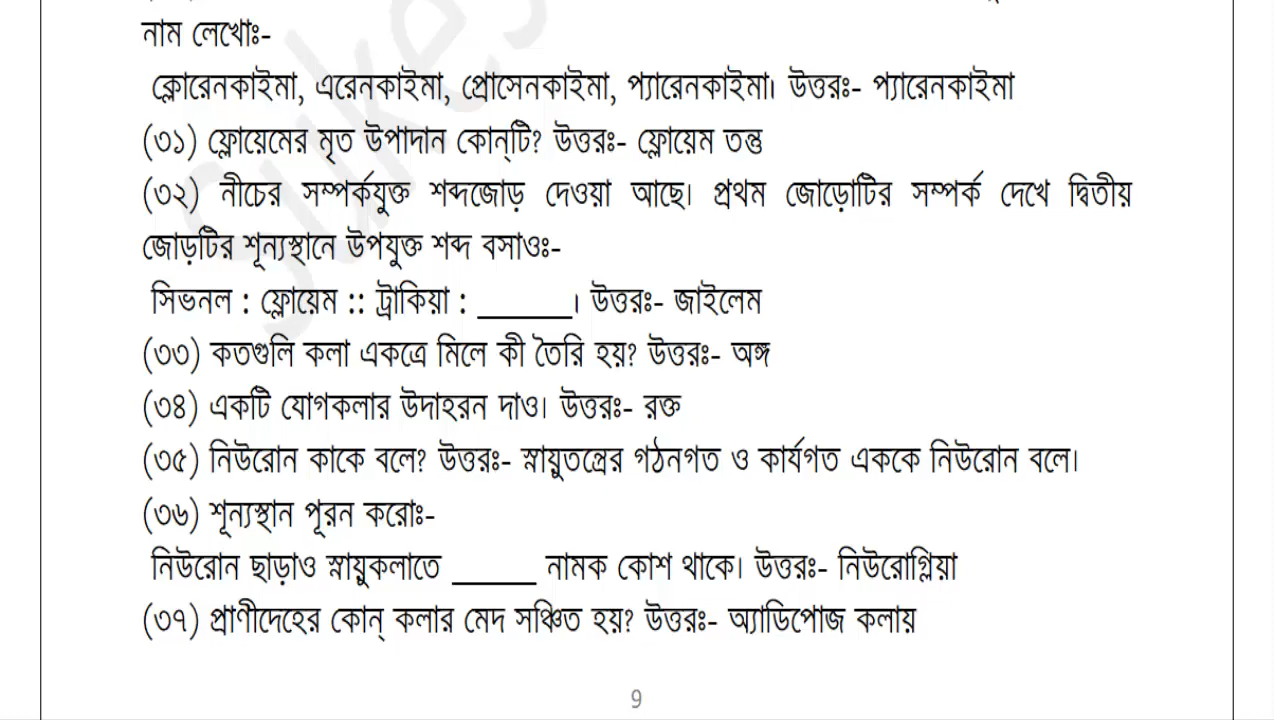 নাম লেখোঃ-
ক্লোরেনকাইমা, এরেনকাইমা, প্রোসেনকাইমা, প্যারেনকাইমা। উত্তরঃ- প্যারেনকাইমা
(৩১) ফ্লোয়েমের মৃত উপাদান কোন্‌টি? উত্তরঃ- ফ্লোয়েম তন্তু
(৩২) নীচের সম্পর্কযুক্ত শব্দজোড় দেওয়া আছে। প্রথম জোড়োটির সম্পর্ক দেখে দ্বিতীয়
জোড়টির শূন্যস্থানে উপযুক্ত শব্দ বসাওঃ-
সিভনল : ফ্লোয়েম :: ট্রাকিয়া : ______। উত্তরঃ- জাইলেম
(৩৩) কতগুলি কলা একত্রে মিলে কী তৈরি হয়? উত্তরঃ- অঙ্গ
(৩৪) একটি যোগকলার উদাহরন দাও। উত্তরঃ- রক্ত
(৩৫) নিউরোন কাকে বলে? উত্তরঃ- স্নায়ুতন্ত্রের গঠনগত ও কার্যগত একককে নিউরোন বলে।
(৩৬) শূন্যস্থান পূরন করোঃ-
নিউরোন ছাড়াও স্নায়ুকলাতে _____ নামক কোশ থাকে। উত্তরঃ- নিউরোগ্লিয়া
(৩৭) প্রাণীদেহের কোন্ কলার মেদ সঞ্চিত হয়? উত্তরঃ- অ্যাডিপোজ কলায়
9